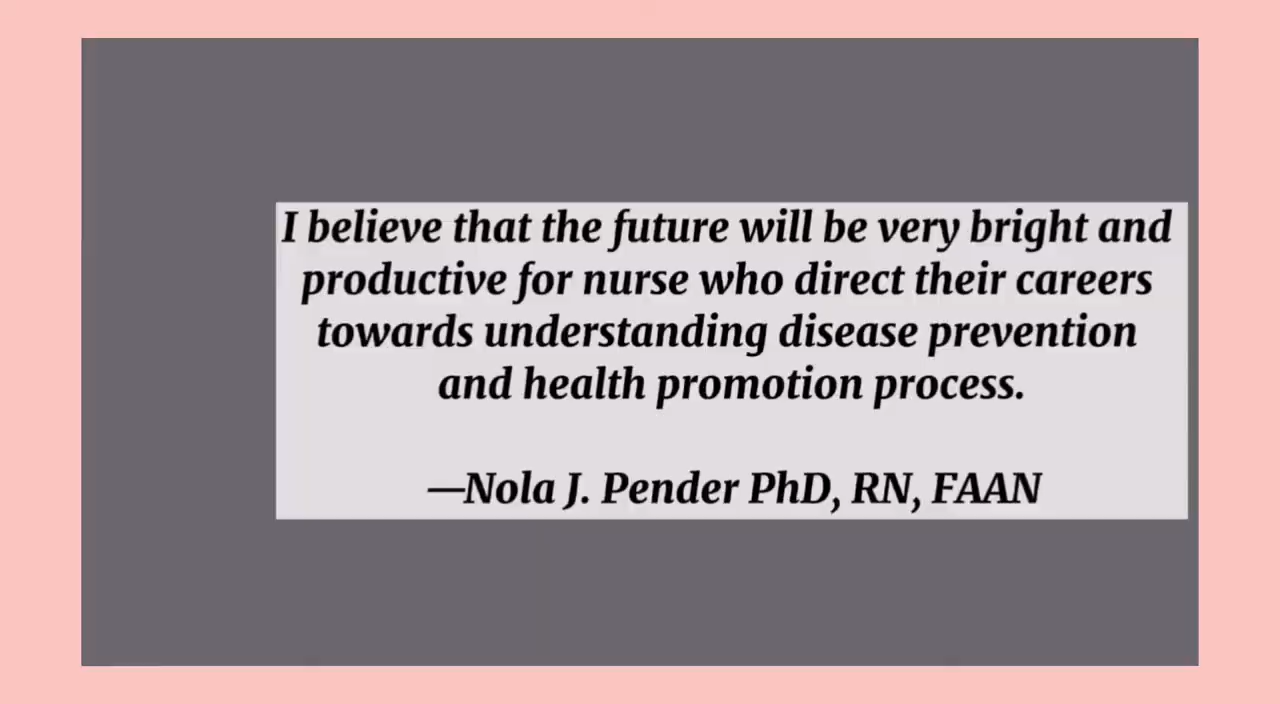 I believe that the future will be very bright and
productive for nurse who direct their careers
towards understanding disease prevention
and health promotion process.
—Nola J. Pender PhD, RN, FAAN